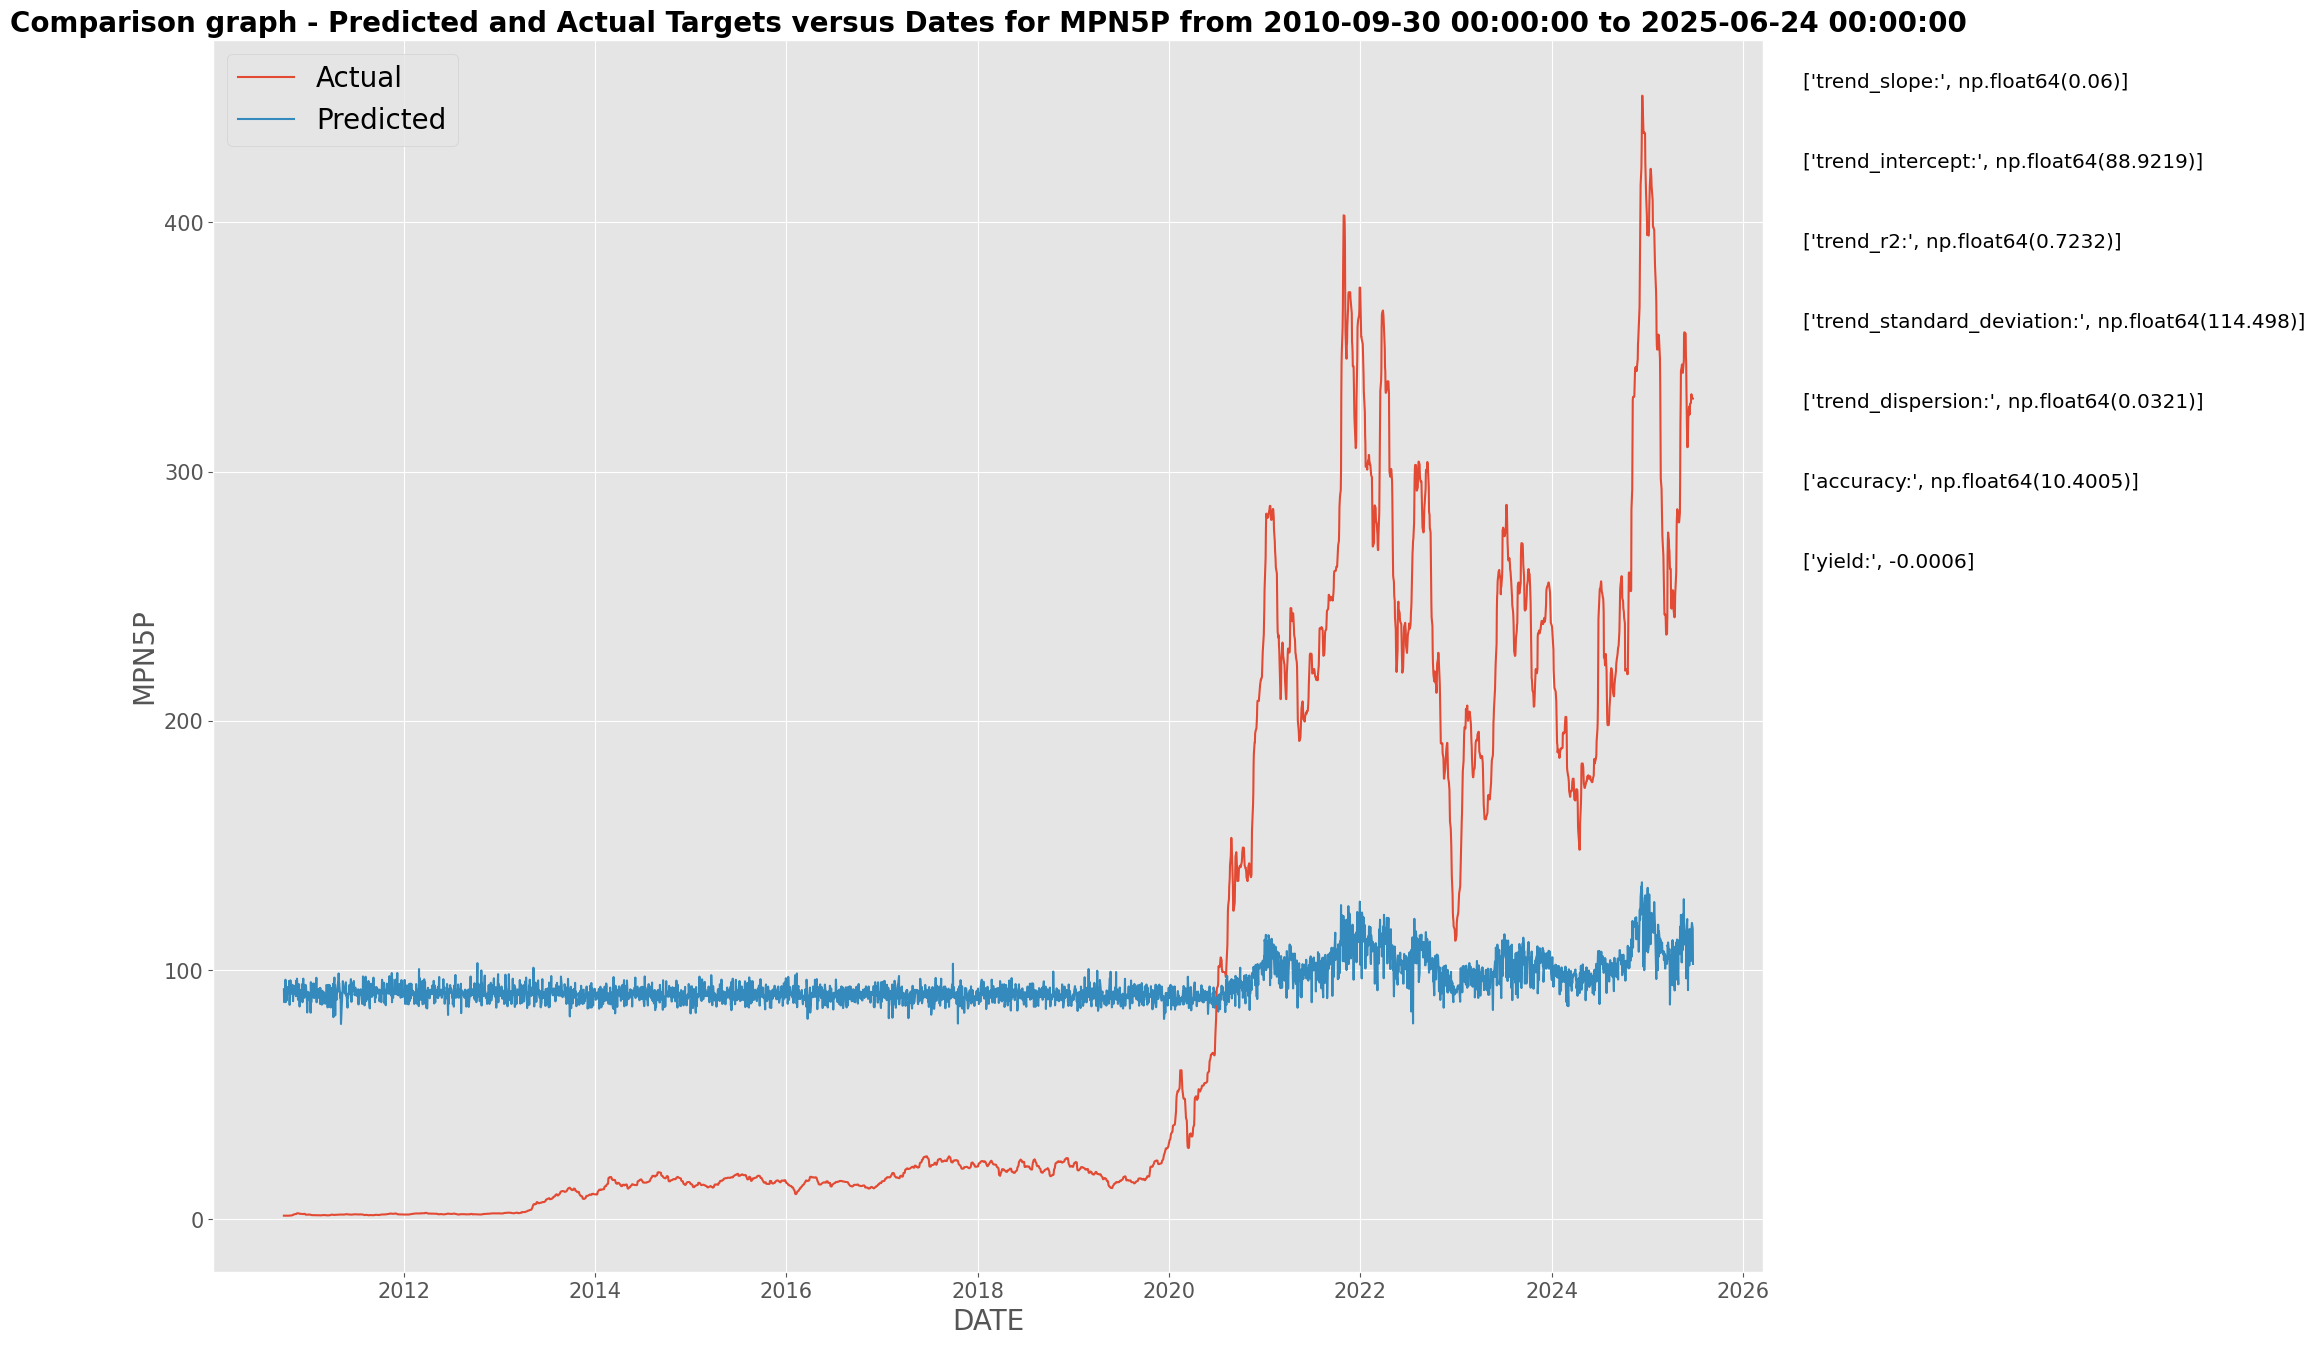 Comparison graph - Predicted and Actual Targets versus Dates for MPN5P from 2010-09-30 00:00:00 to 2025-06-24 00:00:00
Actual
Predicted
['trend_slope:', np.float64(0.06)]
['trend_intercept:', np.float64(88.9219)]
['trend_r2:', np.float64(0.7232)]
['trend_standard_deviation:', np.float64(114.498)]
['trend_dispersion:', np.float64(0.0321)]
['accuracy:', np.float64(10.4005)]
['yield:', -0.0006]
MPN5P
400
300
200
100
0
2012 2014 2016 2018 2020 2022 2024 2026
DATE